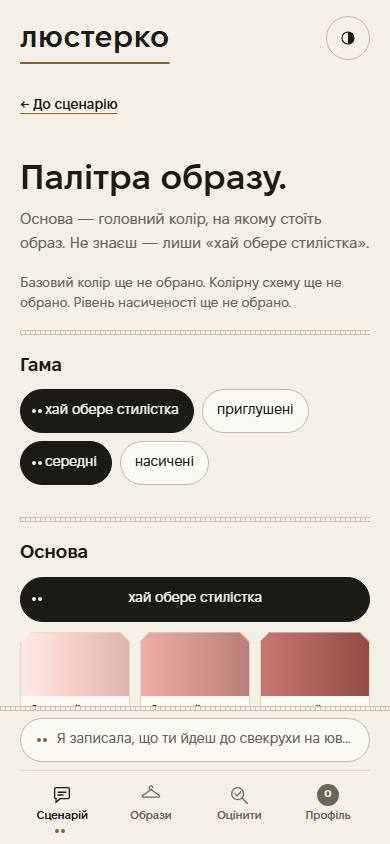 люстерко
← До сценарію
Палітра образу.
Основа — головний колір, на якому стоїть
образ. Не знаєш — лиши «хай обере стилістка».
Базовий колір ще не обрано. Колірну схему ще не
обрано. Рівень насиченості ще не обрано.
Гама
хай обере стилістка
приглушені
середні
насичені
Основа
хай обере стилістка
Я записала, що ти йдеш до свекрухи на юв...
Сценарій
Образи
Оцінити
0
Профіль